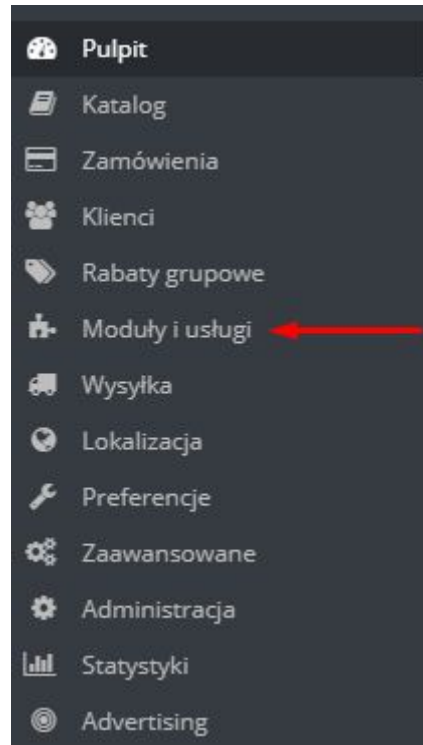 Pulpit
Katalog
Zamówienia
Klienci
Rabaty grupowe
Moduły i usługi
Wysyłka
Lokalizacja
Preferencje
Zaawansowane
Administracja
Statystyki
Advertising